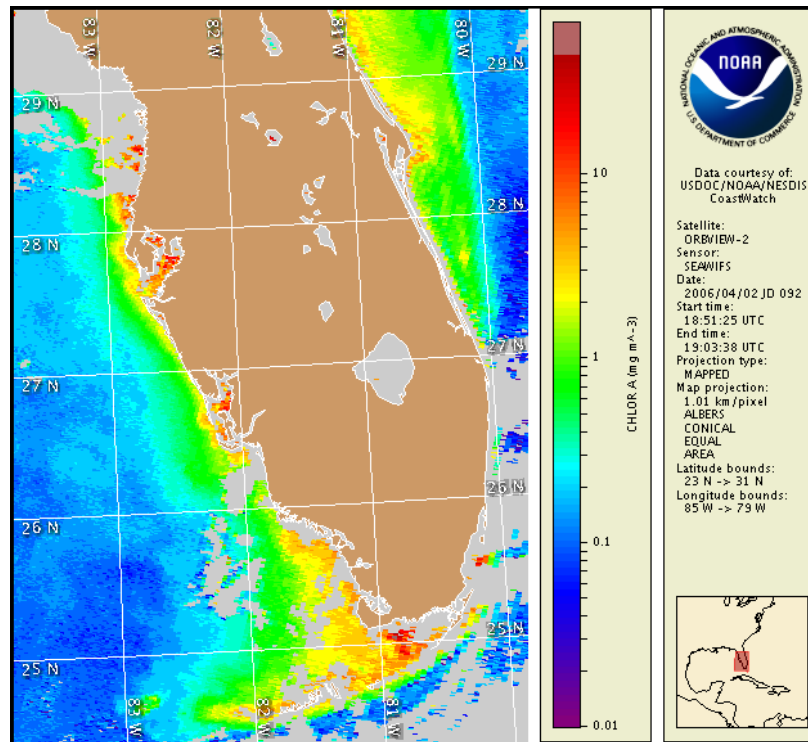 83 W
82 W
81 W
80 W
29 N
29 N
28 N
28 N
27 N
27 N
26 N
26 N
25 N
25 N
83 W
82 W
81 W
10
1
0.1
0.01
CHLOR A (mg m^-3)
NATIONAL OCEANIC AND ATMOSPHERIC ADMINISTRATION
NOAA
U.S. DEPARTMENT OF COMMERCE
Data courtesy of:
USDOC/NOAA/NESDIS
CoastWatch
Satellite:
ORBVIEW-2
Sensor:
SEAWIFS
Date:
2006/04/02 JD 092
Start time:
18:51:25 UTC
End time:
19:03:38 UTC
Projection type:
MAPPED
Map projection:
1.01 km/pixel
ALBERS
CONICAL
EQUAL
AREA
Latitude bounds:
23 N -> 31 N
Longitude bounds:
85 W -> 79 W